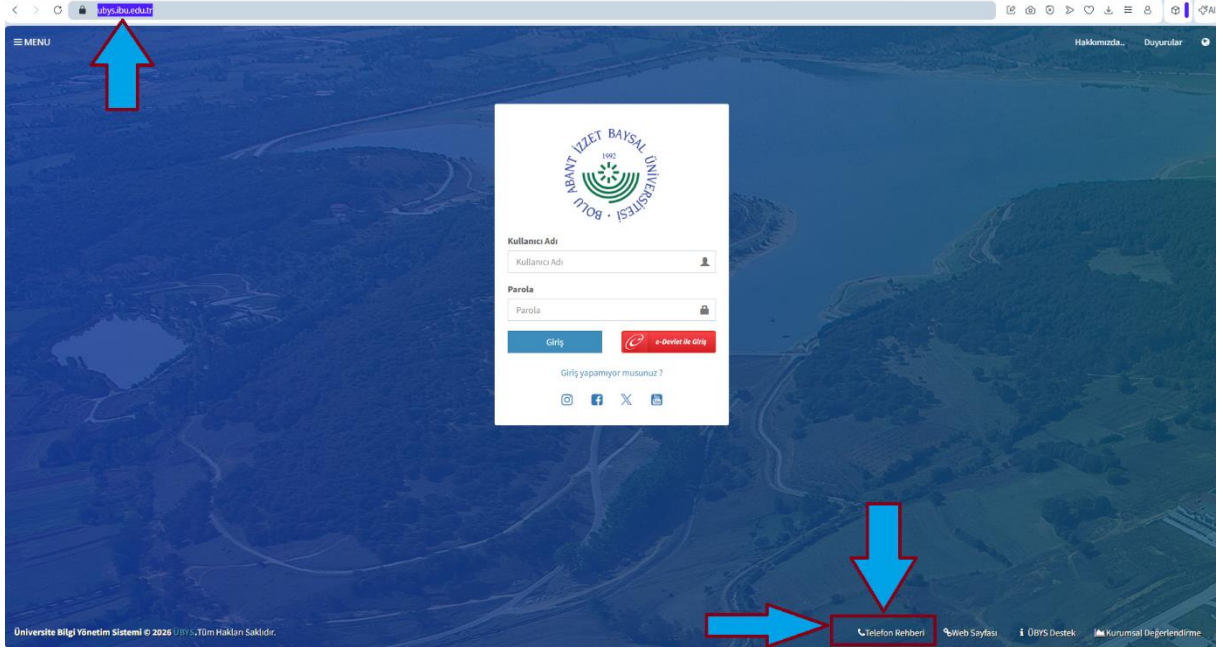 ubys.ibu.edu.tr
AI
MENU
Hakkımızda..
Duyurular
BOLU ABANT İZZET BAYSAL ÜNİVERSİTESİ
1992
Kullanıcı Adı
Kullanıcı Adı
Parola
Parola
Giriş
e-Devlet ile Giriş
Giriş yapamıyor musunuz ?
Üniversite Bilgi Yönetim Sistemi © 2026 ÜBYS.Tüm Hakları Saklıdır.
Telefon Rehberi
Web Sayfası
ÜBYS Destek
Kurumsal Değerlendirme